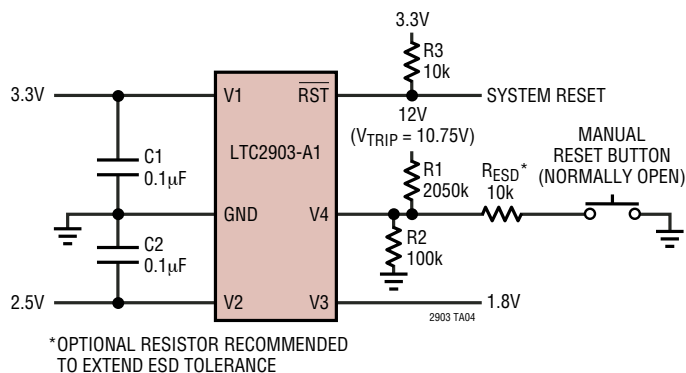 3.3V
R3
10k
3.3V
V1
RST
SYSTEM RESET
12V
(VTRIP = 10.75V)
MANUAL
RESET BUTTON
(NORMALLY OPEN)
LTC2903-A1
C1
0.1µF
R1
2050k
RESD*
10k
GND
V4
C2
0.1µF
R2
100k
2.5V
V2
V3
1.8V
2903 TA04
*OPTIONAL RESISTOR RECOMMENDED
TO EXTEND ESD TOLERANCE